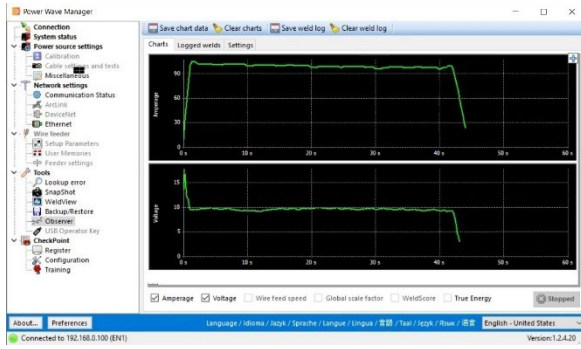 Power Wave Manager
Connection
System status
Power source settings
Calibration
Cable settings and tests
Miscellaneous
Network settings
Communication Status
ArcLink
DeviceNet
Ethernet
Wire feeder
Setup Parameters
User Memories
Feeder settings
Tools
Lookup error
SnapShot
WeldView
Backup/Restore
Observer
USB Operator Key
CheckPoint
Register
Configuration
Training
Save chart data Clear charts Save weld log Clear weld log
Charts Logged welds Settings
Amperage
90
60
30
0
0 s 10 s 20 s 30 s 40 s 50 s 60 s
Voltage
15
10
5
0
0 s 10 s 20 s 30 s 40 s 50 s 60 s
Amperage Voltage Wire feed speed Global scale factor WeldScore True Energy Stopped
About... Preferences Language / Idioma / Jazyk / Sprache / Langue / Lingua / 言語 / Taal / Język / Язык / 语言 English - United States
Connected to 192.168.0.100 (EN1) Version:1.2.4.20